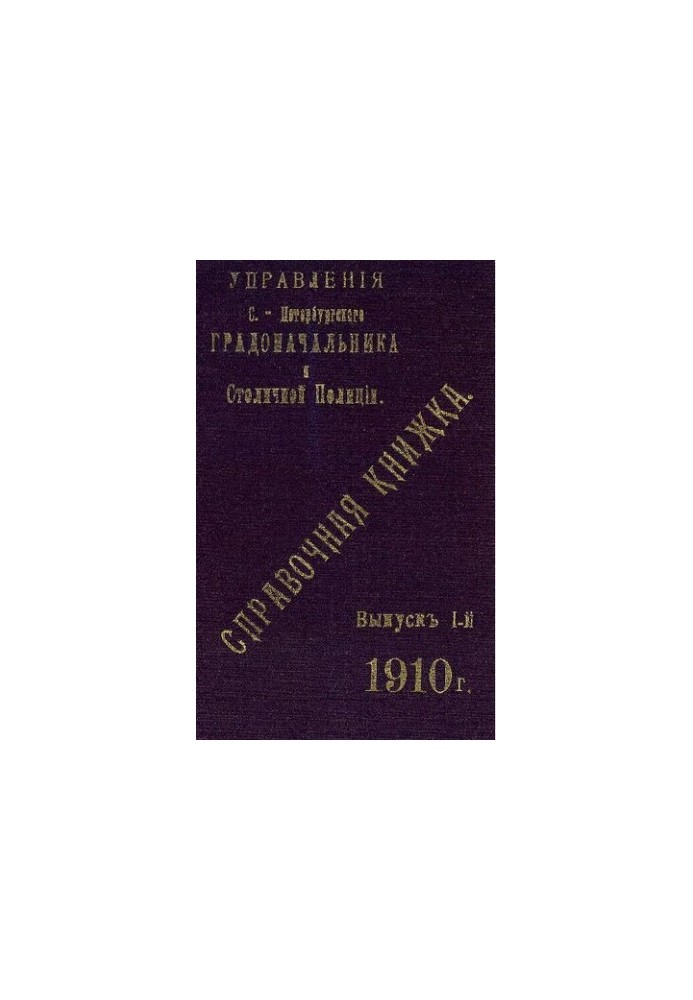 УПРАВЛЕНІЯ
С. - Петербургскаго
ГРАДОНАЧАЛЬНИКА
и
Столичной Полиціи.
СПРАВОЧНАЯ КНИЖКА.
Выпускъ I-й
1910 г.